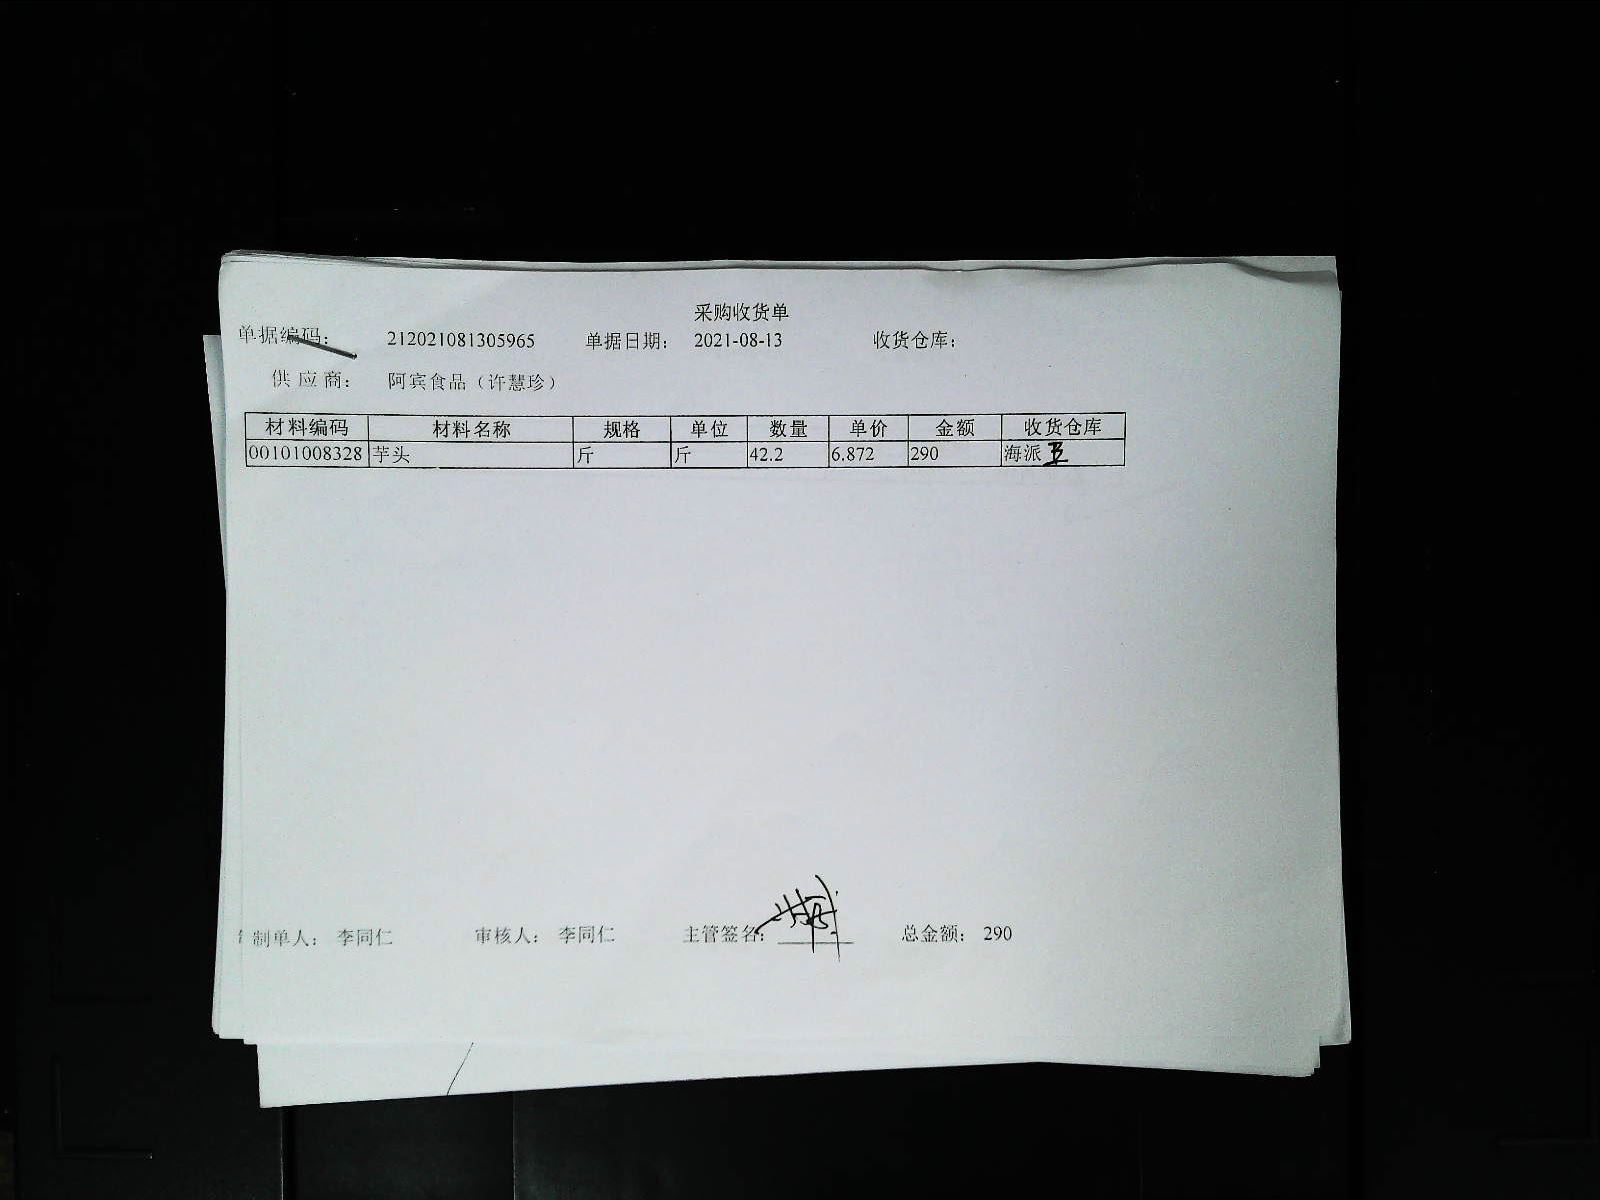 采购收货单
单据编码： 212021081305965 单据日期： 2021-08-13 收货仓库：
供应商： 阿宾食品（许慧珍）
材料编码 材料名称 规格 单位 数量 单价 金额 收货仓库
00101008328 芋头 斤 斤 42.2 6.872 290 海派
制单人： 李同仁 审核人： 李同仁 主管签名： 总金额： 290